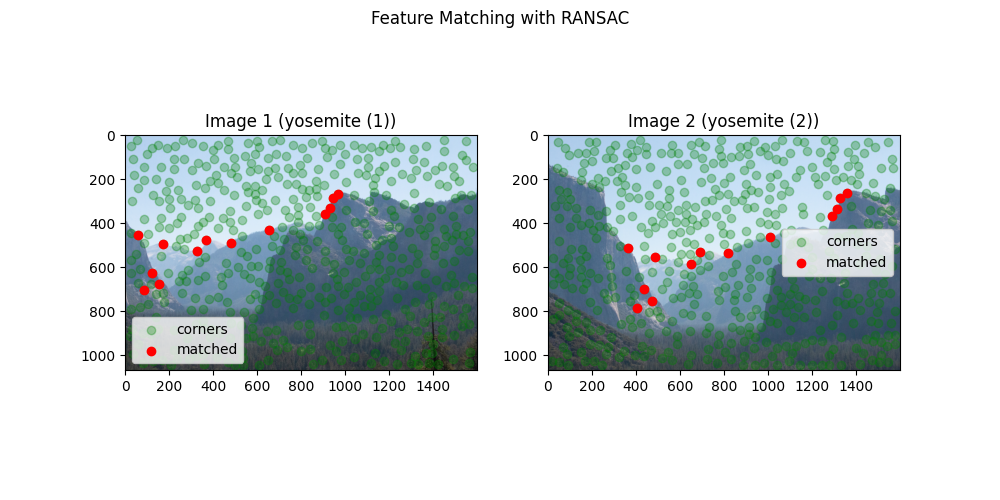 Feature Matching with RANSAC
Image 1 (yosemite (1))
0
200
400
600
800
1000
0 200 400 600 800 1000 1200 1400
corners
matched
Image 2 (yosemite (2))
0
200
400
600
800
1000
0 200 400 600 800 1000 1200 1400
corners
matched